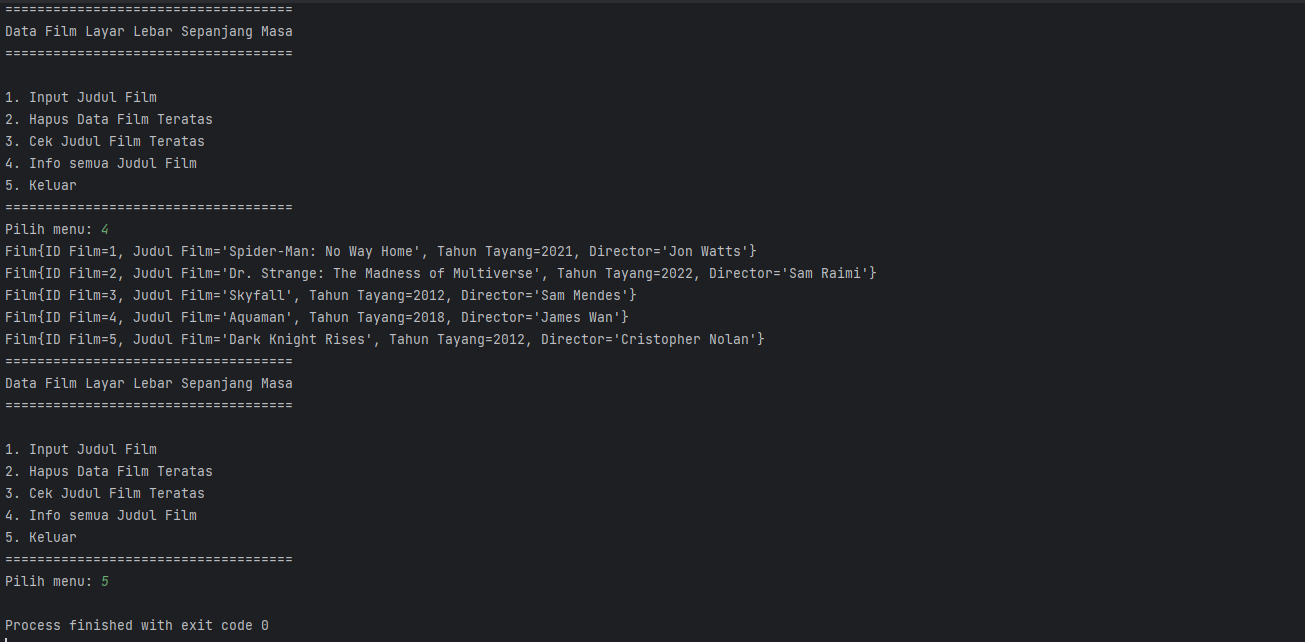 ====================================
Data Film Layar Lebar Sepanjang Masa
====================================
1. Input Judul Film
2. Hapus Data Film Teratas
3. Cek Judul Film Teratas
4. Info semua Judul Film
5. Keluar
====================================
Pilih menu: 4
Film{ID Film=1, Judul Film='Spider-Man: No Way Home', Tahun Tayang=2021, Director='Jon Watts'}
Film{ID Film=2, Judul Film='Dr. Strange: The Madness of Multiverse', Tahun Tayang=2022, Director='Sam Raimi'}
Film{ID Film=3, Judul Film='Skyfall', Tahun Tayang=2012, Director='Sam Mendes'}
Film{ID Film=4, Judul Film='Aquaman', Tahun Tayang=2018, Director='James Wan'}
Film{ID Film=5, Judul Film='Dark Knight Rises', Tahun Tayang=2012, Director='Cristopher Nolan'}
====================================
Data Film Layar Lebar Sepanjang Masa
====================================
1. Input Judul Film
2. Hapus Data Film Teratas
3. Cek Judul Film Teratas
4. Info semua Judul Film
5. Keluar
====================================
Pilih menu: 5
Process finished with exit code 0